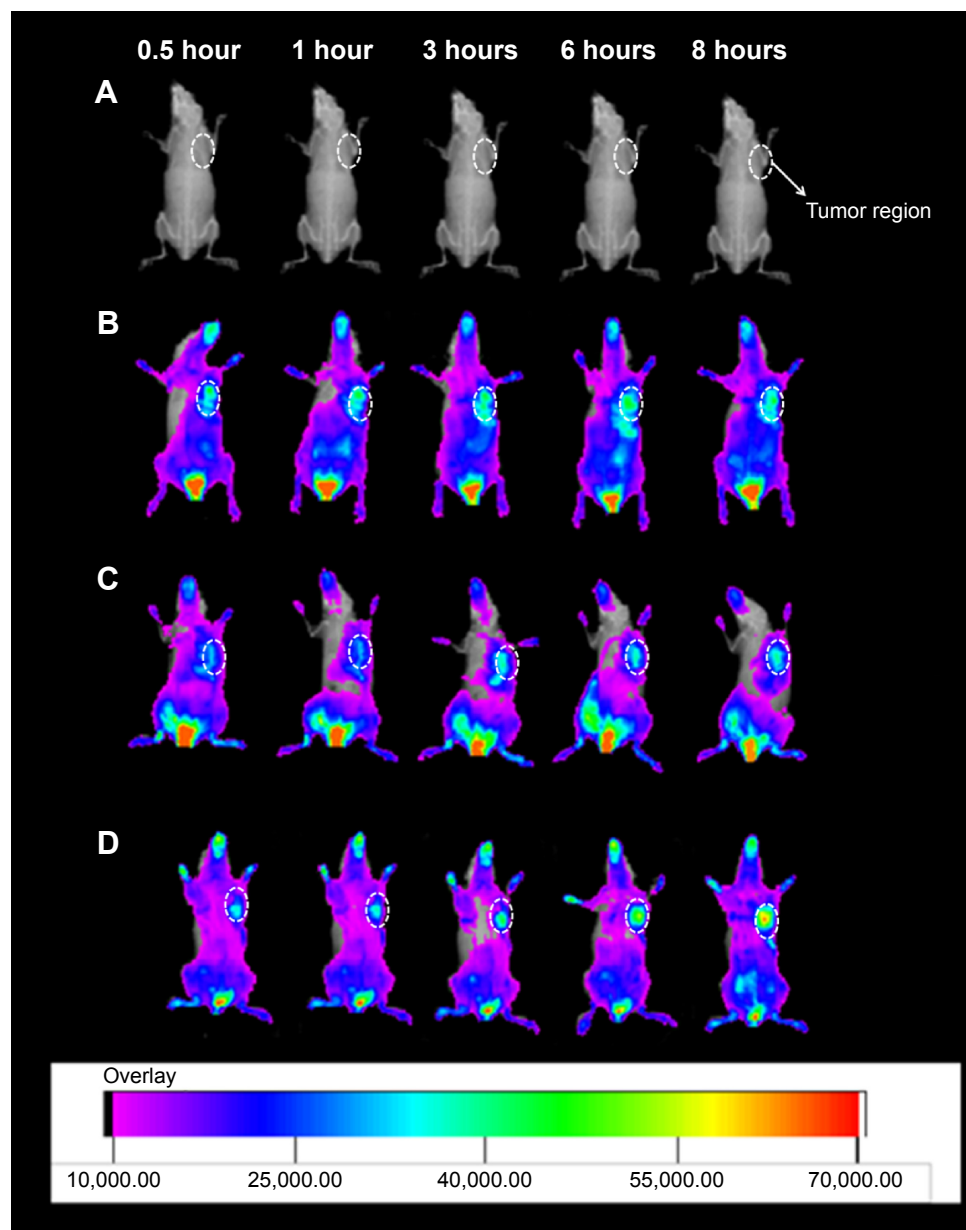 0.5 hour 1 hour 3 hours 6 hours 8 hours
A
Tumor region
B
C
D
Overlay
10,000.00 25,000.00 40,000.00 55,000.00 70,000.00